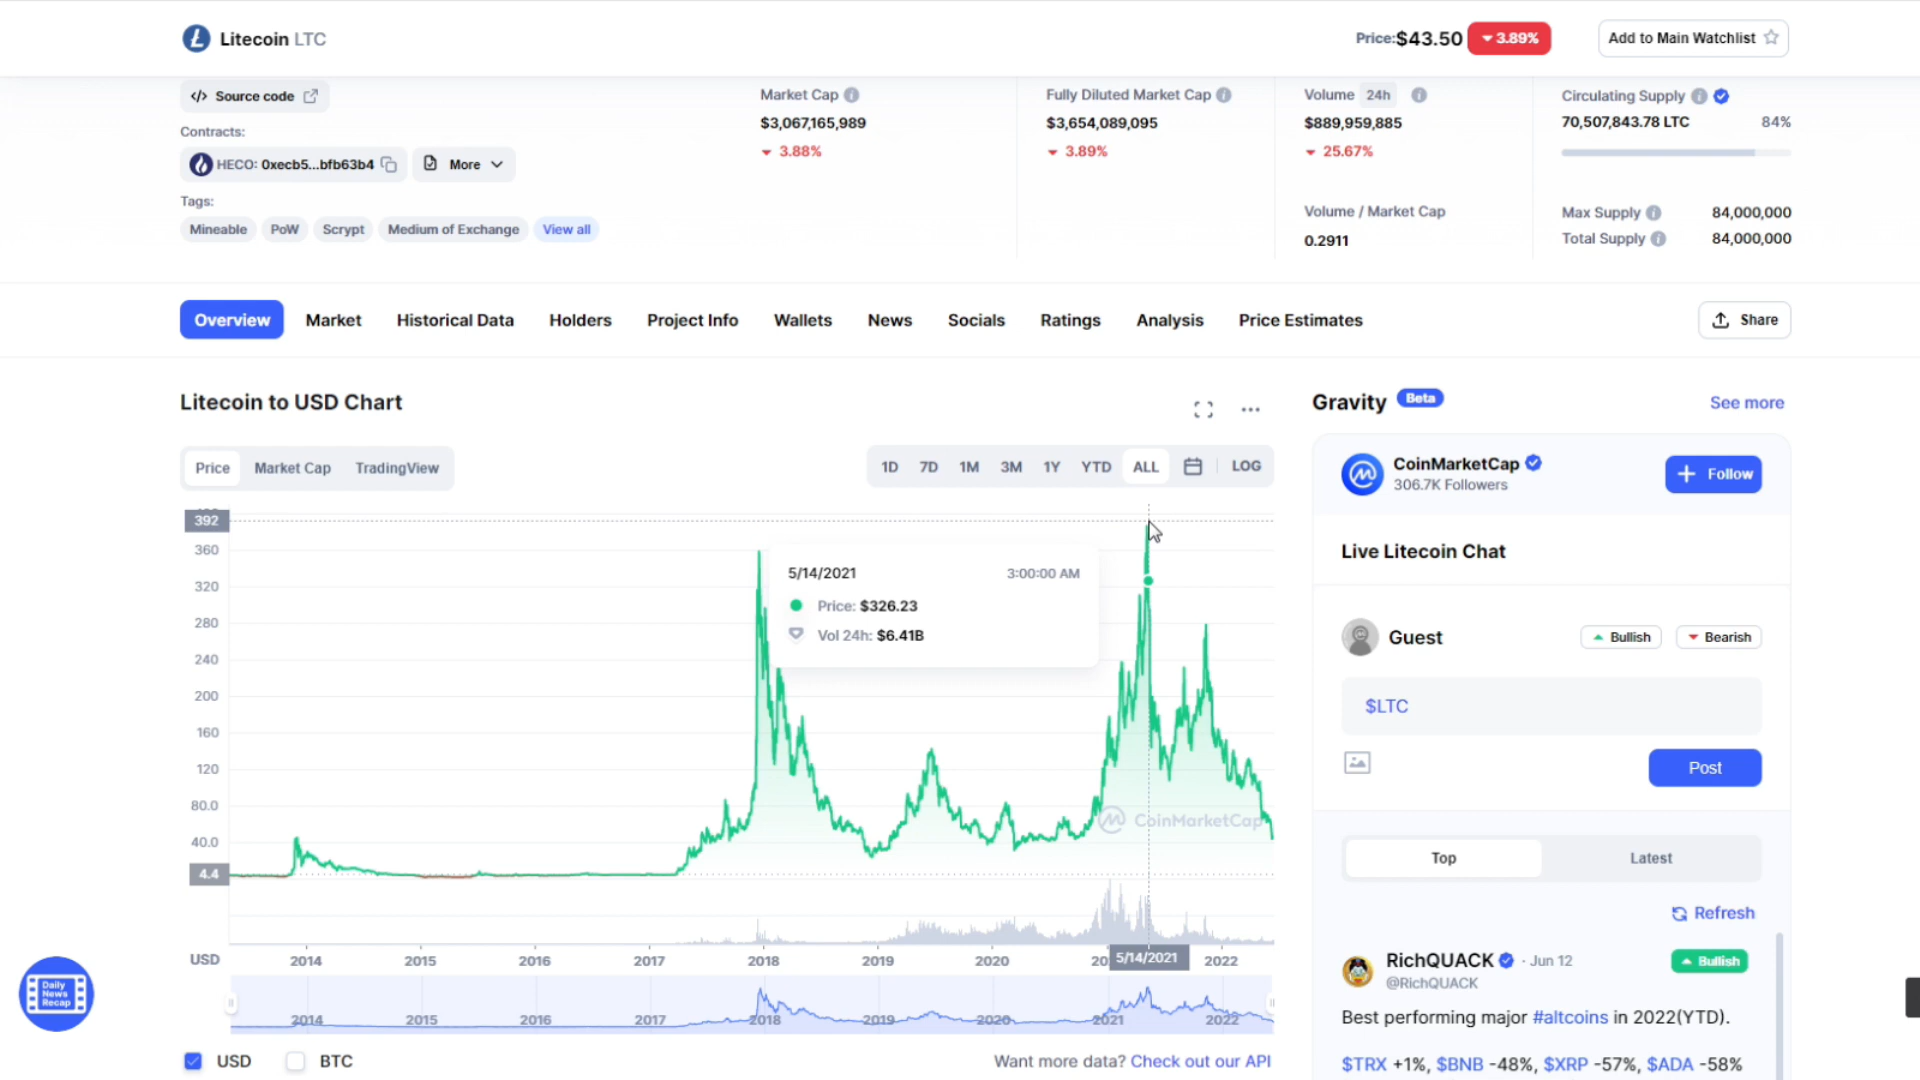 Litecoin LTC
Price:$43.50 3.89%
Add to Main Watchlist
Source code
Contracts:
HECO: 0xecb5...bfb63b4 More
Tags:
Mineable PoW Scrypt Medium of Exchange View all
Market Cap
$3,067,165,989
3.88%
Fully Diluted Market Cap
$3,654,089,095
3.89%
Volume 24h
$889,959,885
25.67%
Volume / Market Cap
0.2911
Circulating Supply
70,507,843.78 LTC 84%
Max Supply 84,000,000
Total Supply 84,000,000
Overview Market Historical Data Holders Project Info Wallets News Socials Ratings Analysis Price Estimates
Share
Litecoin to USD Chart
Price Market Cap TradingView
1D 7D 1M 3M 1Y YTD ALL LOG
392
360
320
280
240
200
160
120
80.0
40.0
4.4
5/14/2021 3:00:00 AM
Price: $326.23
Vol 24h: $6.41B
CoinMarketCap
USD 2014 2015 2016 2017 2018 2019 2020 20 5/14/2021 2022
2014 2015 2016 2017 2018 2019 2020 2021 2022
USD BTC
Want more data? Check out our API
Daily
News
Recap
Gravity Beta
See more
CoinMarketCap
306.7K Followers
Follow
Live Litecoin Chat
Guest
Bullish Bearish
$LTC
Post
Top Latest
Refresh
RichQUACK · Jun 12
@RichQUACK
Bullish
Best performing major #altcoins in 2022(YTD).
$TRX +1%, $BNB -48%, $XRP -57%, $ADA -58%